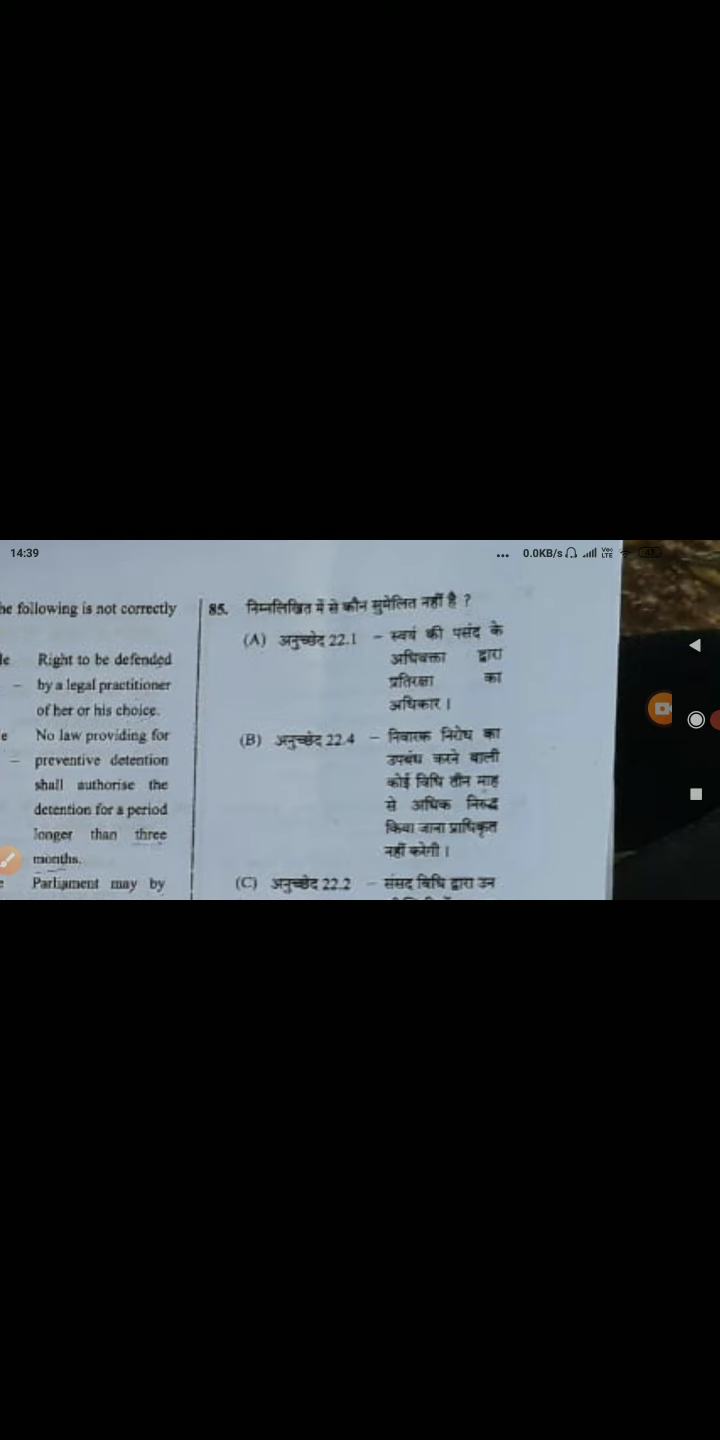 14:39
... 0.0KB/s
he following is not correctly
le Right to be defended
– by a legal practitioner
of her or his choice.
e No law providing for
– preventive detention
shall authorise the
detention for a period
longer than three
months.
Parliament may by
85. निम्नलिखित में से कौन सुमेलित नहीं है ?
(A) अनुच्छेद 22.1 – स्वयं की पसंद के
अधिवक्ता द्वारा
प्रतिरक्षा का
अधिकार ।
(B) अनुच्छेद 22.4 – निवारक निरोध का
उपबंध करने वाली
कोई विधि तीन माह
से अधिक निरुद्ध
किया जाना प्राधिकृत
नहीं करेगी ।
(C) अनुच्छेद 22.2 – संसद विधि द्वारा उन